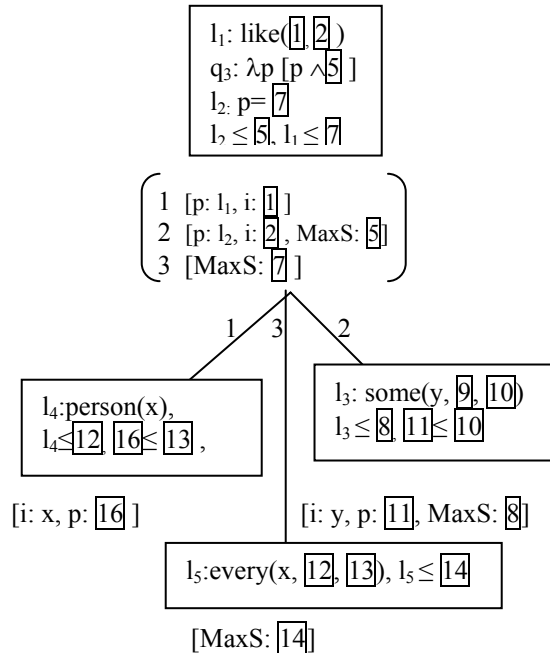 l₁: like(1, 2 )
q₃: λp [p ∧5 ]
l₂: p= 7
l₂ ≤ 5, l₁ ≤ 7
1 [p: l₁, i: 1 ]
2 [p: l₂, i: 2 , MaxS: 5]
3 [MaxS: 7 ]
1 3 2
l₄:person(x),
l₄≤12, 16≤ 13 ,
l₃: some(y, 9, 10)
l₃ ≤ 8, 11≤ 10
[i: x, p: 16 ]
[i: y, p: 11, MaxS: 8]
l₅:every(x, 12, 13), l₅ ≤ 14
[MaxS: 14]